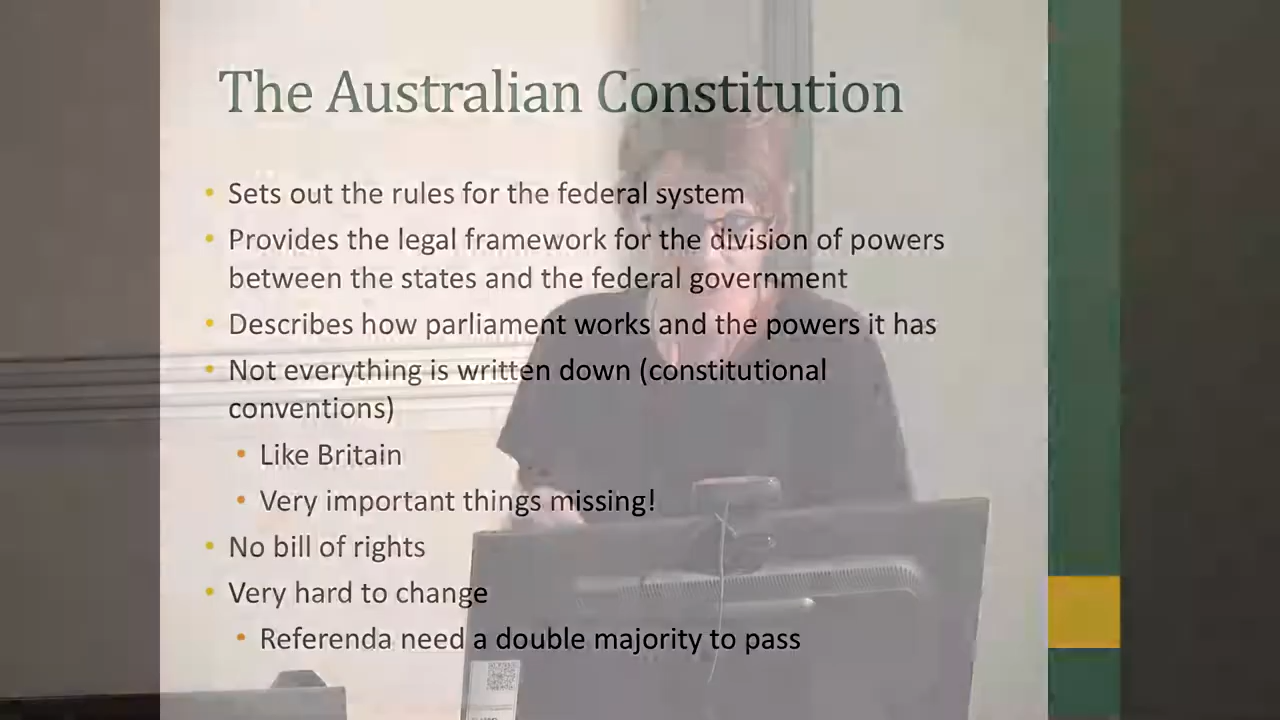 The Australian Constitution
• Sets out the rules for the federal system
• Provides the legal framework for the division of powers
between the states and the federal government
• Describes how parliament works and the powers it has
• Not everything is written down (constitutional
conventions)
• Like Britain
• Very important things missing!
• No bill of rights
• Very hard to change
• Referenda need a double majority to pass